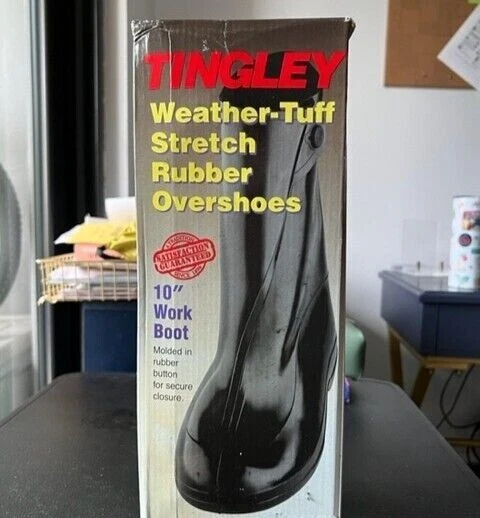 TINGLEY
Weather-Tuff
Stretch
Rubber
Overshoes
SATISFACTION
GUARANTEED
10" Work
Boot
Molded in
rubber
button
for secure
closure.